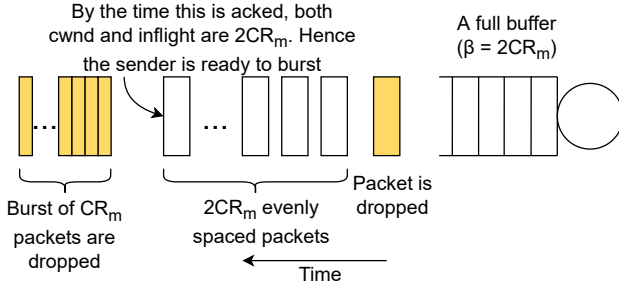 By the time this is acked, both
cwnd and inflight are 2CRₘ. Hence
the sender is ready to burst
A full buffer
(β = 2CRₘ)
...
...
Burst of CRₘ
packets are
dropped
2CRₘ evenly
spaced packets
Packet is
dropped
Time